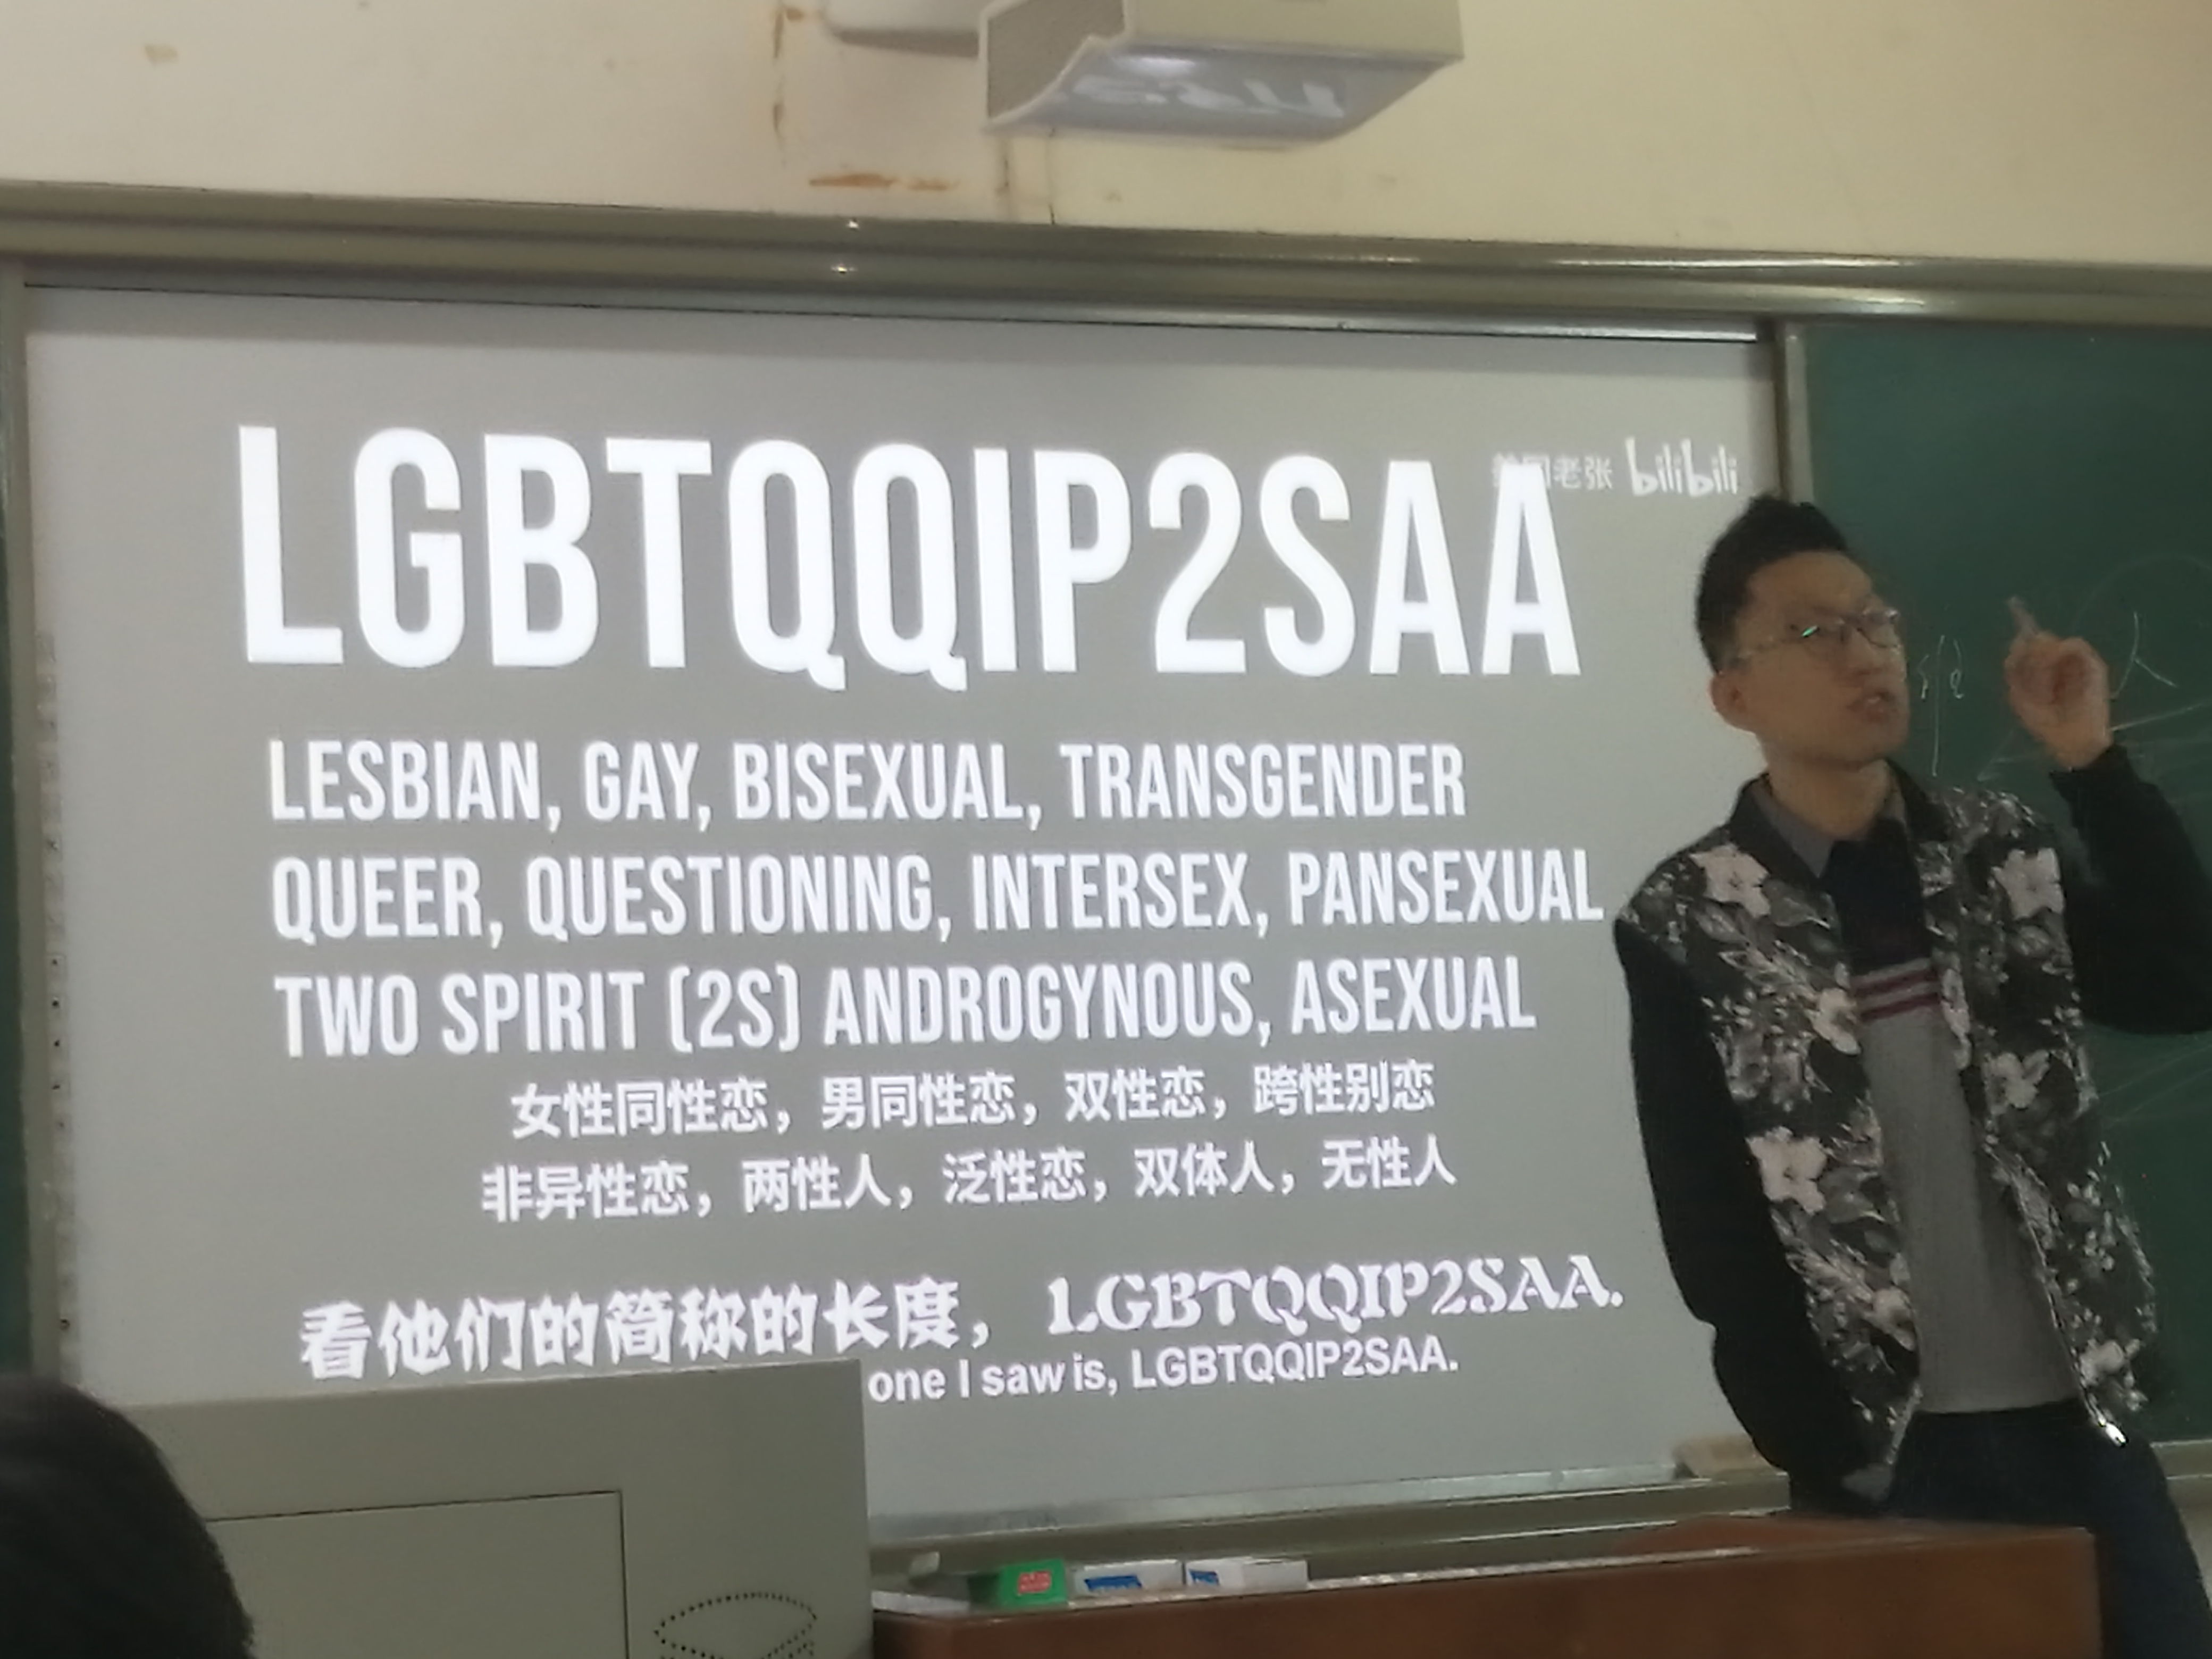 LGBTQQIP2SAA
老张 bilibili
LESBIAN, GAY, BISEXUAL, TRANSGENDER
QUEER, QUESTIONING, INTERSEX, PANSEXUAL
TWO SPIRIT (2S) ANDROGYNOUS, ASEXUAL
女性同性恋，男同性恋，双性恋，跨性别恋
非异性恋，两性人，泛性恋，双体人，无性人
看他们的简称的长度， LGBTQQIP2SAA.
one I saw is, LGBTQQIP2SAA.